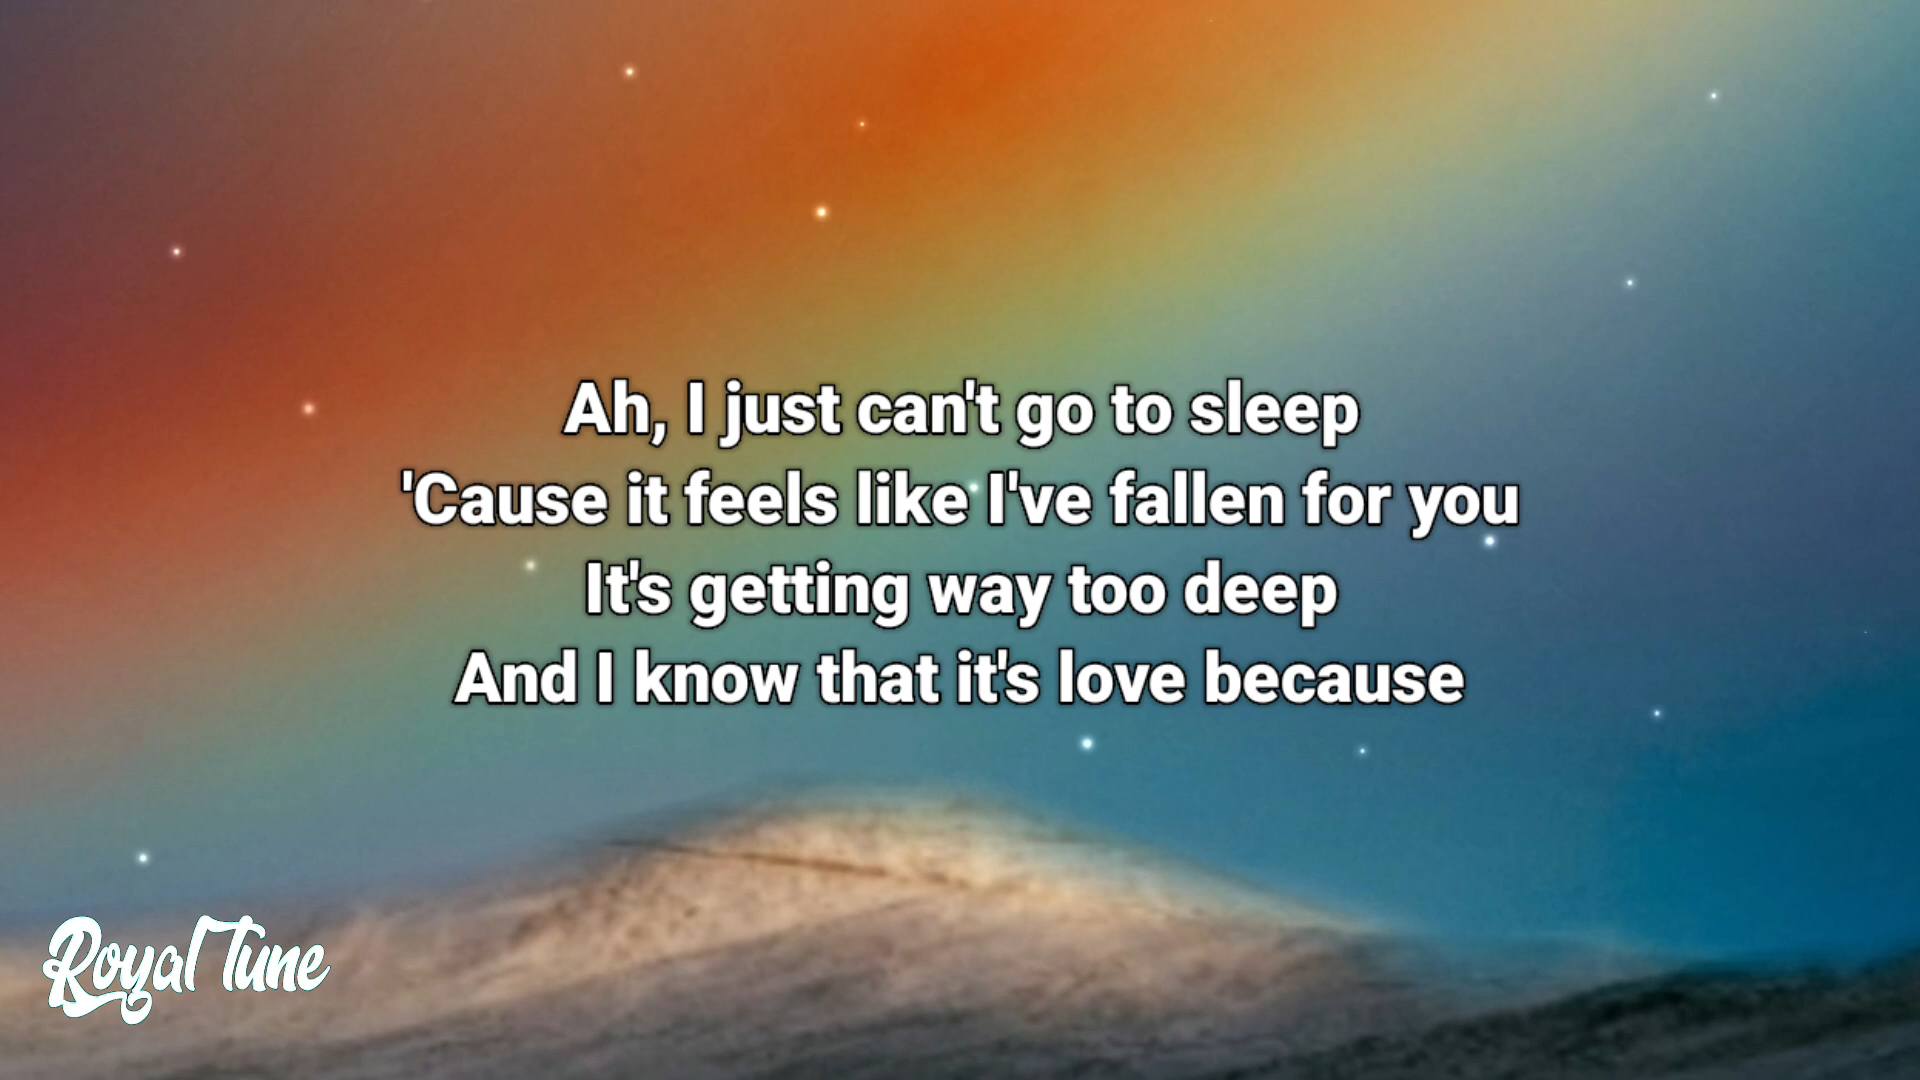 Ah, I just can't go to sleep
'Cause it feels like I've fallen for you
It's getting way too deep
And I know that it's love because
Royal Tune